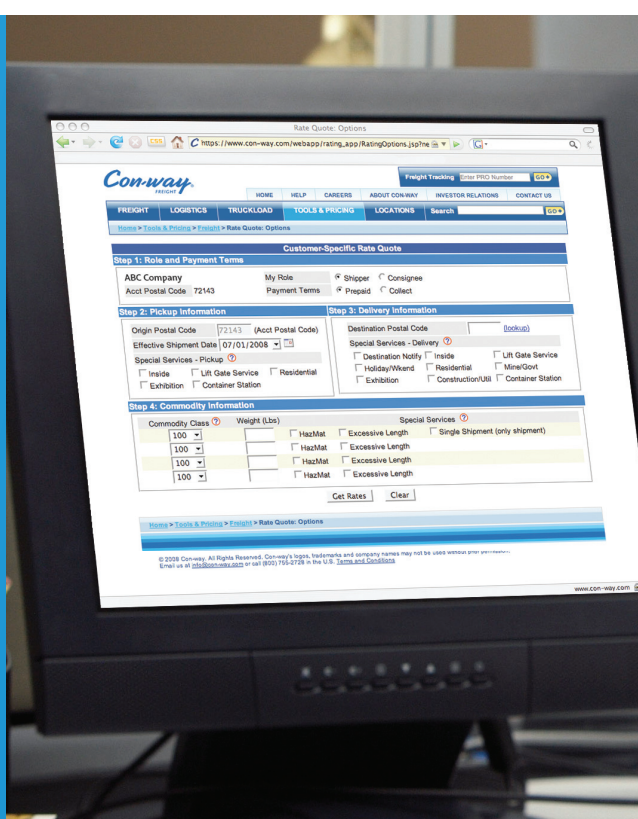 Rate Quote: Options
CSS
C https://www.con-way.com/webapp/rating_app/RatingOptions.jsp?ne
G
Con-way
FREIGHT
Freight Tracking Enter PRO Number GO
HOME HELP CAREERS ABOUT CON-WAY INVESTOR RELATIONS CONTACT US
FREIGHT LOGISTICS TRUCKLOAD TOOLS & PRICING LOCATIONS Search GO
Home > Tools & Pricing > Freight > Rate Quote: Options
Customer-Specific Rate Quote
Step 1: Role and Payment Terms
ABC Company My Role Shipper Consignee
Acct Postal Code 72143 Payment Terms Prepaid Collect
Step 2: Pickup Information Step 3: Delivery Information
Origin Postal Code 72143 (Acct Postal Code) Destination Postal Code (lookup)
Effective Shipment Date 07/01/2008 Special Services - Delivery ?
Special Services - Pickup ? Destination Notify Inside Lift Gate Service
Inside Lift Gate Service Residential Holiday/Wkend Residential Mine/Govt
Exhibition Container Station Exhibition Construction/Util Container Station
Step 4: Commodity Information
Commodity Class ? Weight (Lbs) Special Services ?
100 HazMat Excessive Length Single Shipment (only shipment)
100 HazMat Excessive Length
100 HazMat Excessive Length
100 HazMat Excessive Length
Get Rates Clear
Home > Tools & Pricing > Freight > Rate Quote: Options
© 2008 Con-way. All Rights Reserved. Con-way's logos, trademarks and company names may not be used without prior permission.
Email us at info@con-way.com or call (800) 755-2728 in the U.S. Terms and Conditions
www.con-way.com